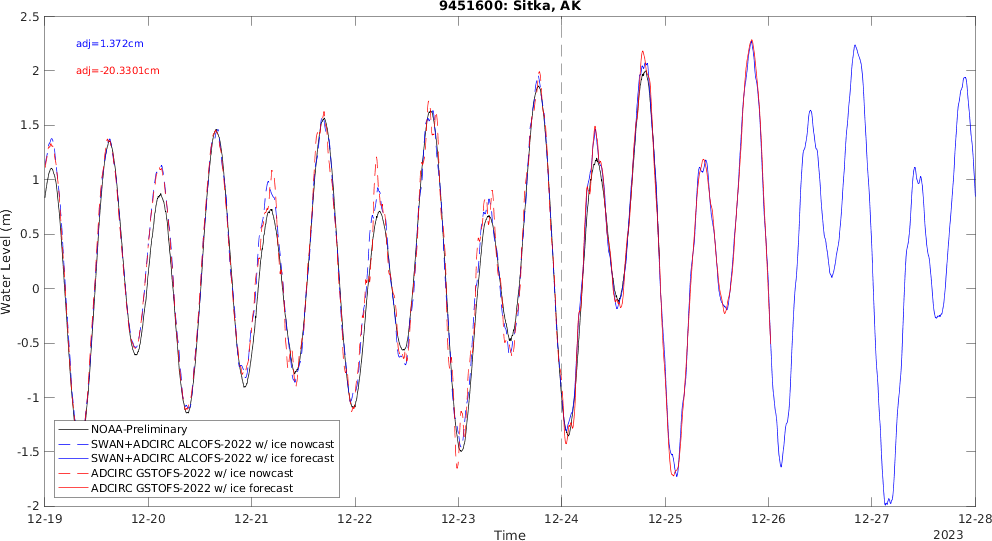 9451600: Sitka, AK
adj=1.372cm
adj=-20.3301cm
Water Level (m)
2.5
2
1.5
1
0.5
0
-0.5
-1
-1.5
-2
NOAA-Preliminary
SWAN+ADCIRC ALCOFS-2022 w/ ice nowcast
SWAN+ADCIRC ALCOFS-2022 w/ ice forecast
ADCIRC GSTOFS-2022 w/ ice nowcast
ADCIRC GSTOFS-2022 w/ ice forecast
12-19 12-20 12-21 12-22 12-23 12-24 12-25 12-26 12-27 12-28
Time
2023